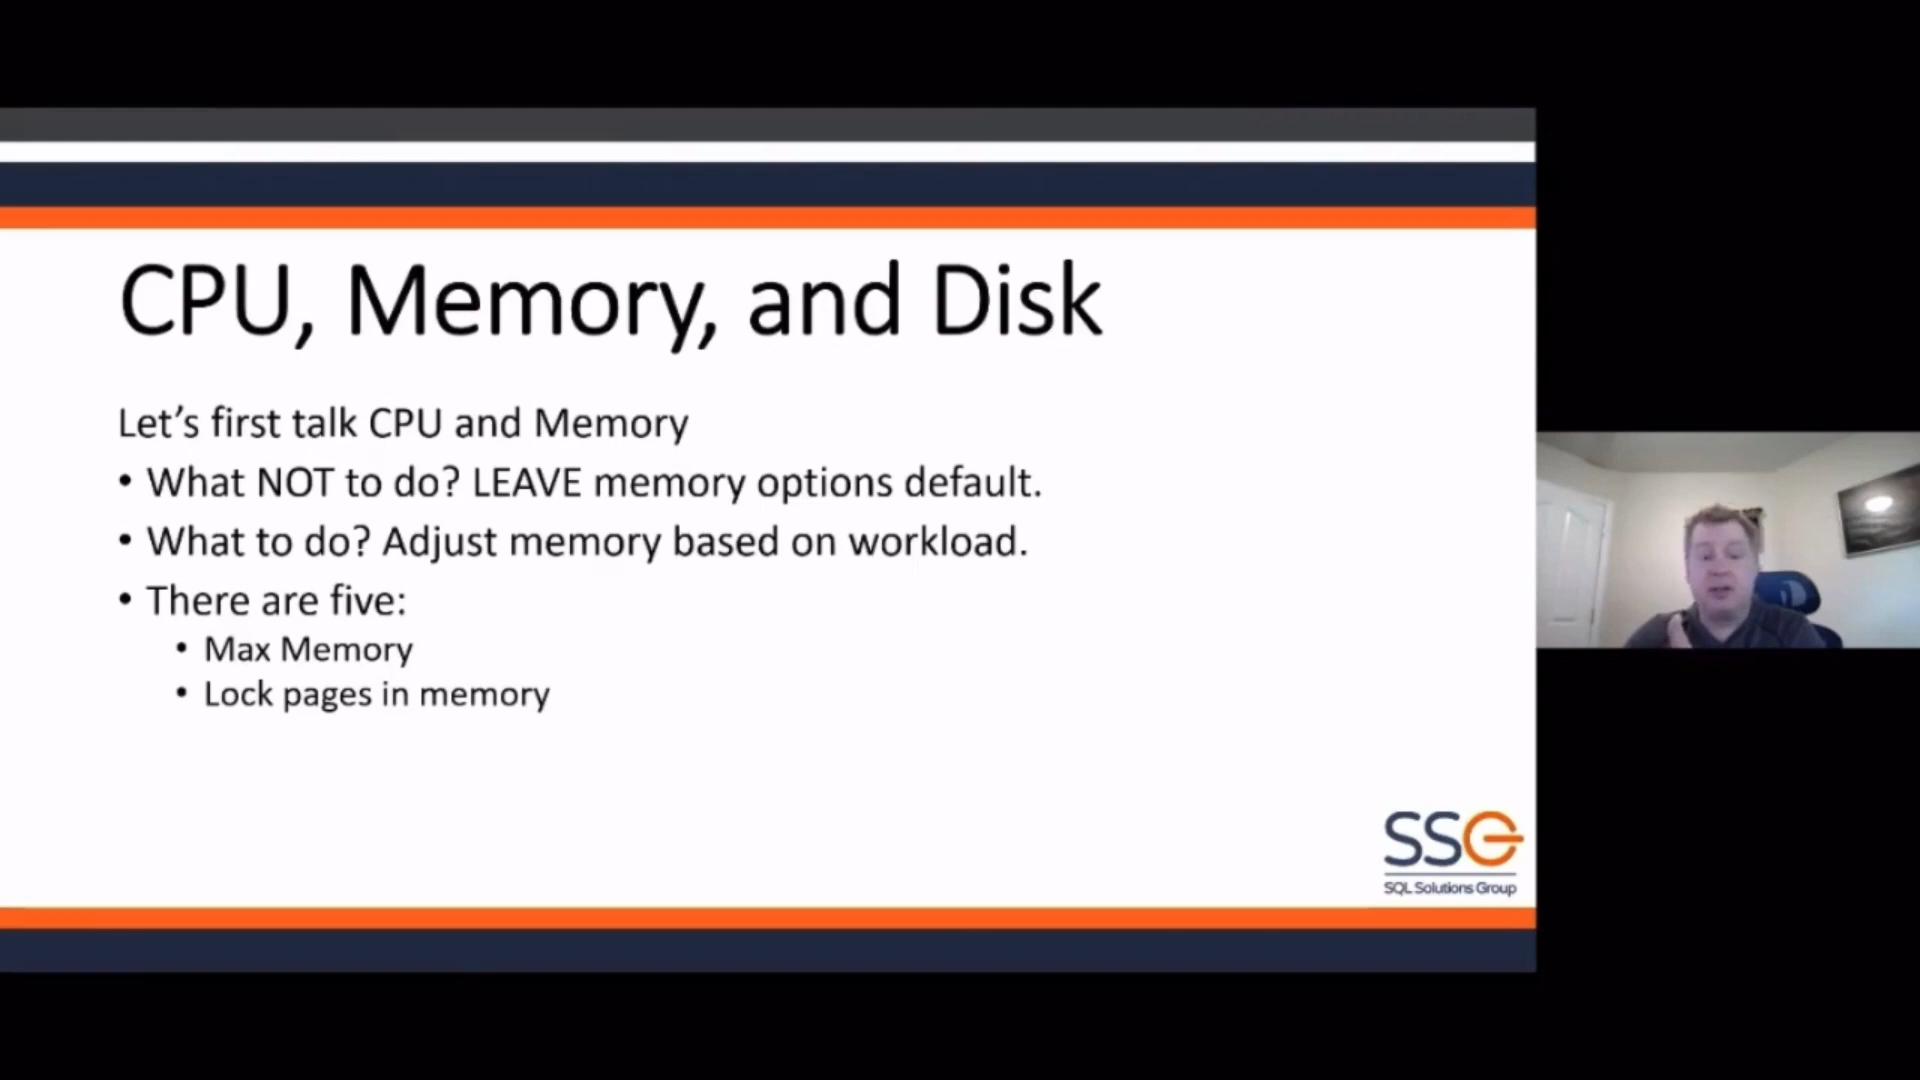 CPU, Memory, and Disk
Let's first talk CPU and Memory
• What NOT to do? LEAVE memory options default.
• What to do? Adjust memory based on workload.
• There are five:
• Max Memory
• Lock pages in memory
SSG
SQL Solutions Group